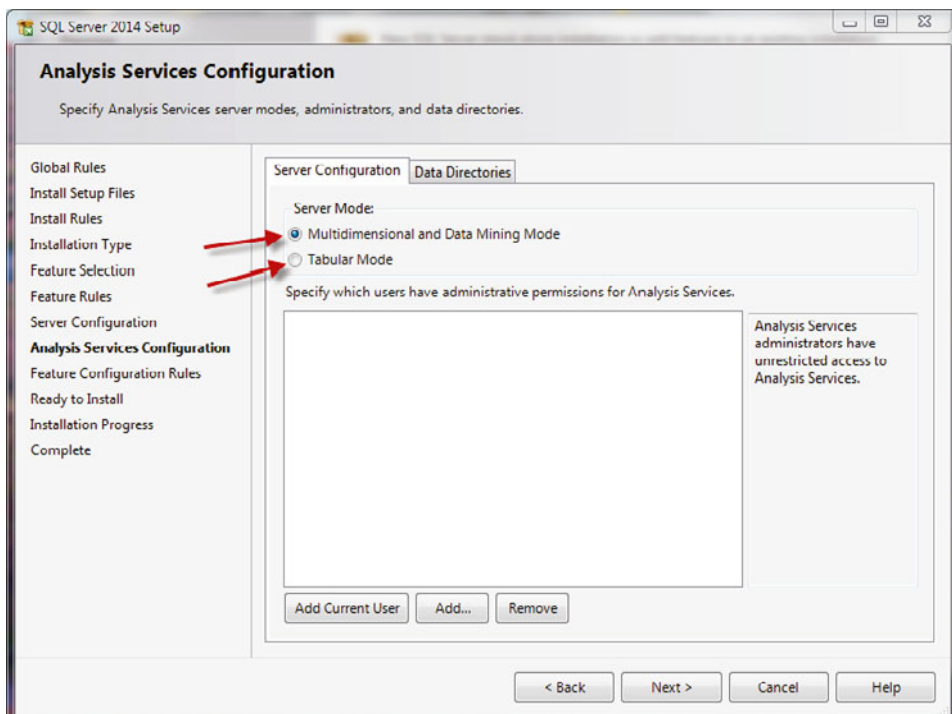 SQL Server 2014 Setup
Analysis Services Configuration
Specify Analysis Services server modes, administrators, and data directories.
Global Rules
Install Setup Files
Install Rules
Installation Type
Feature Selection
Feature Rules
Server Configuration
Analysis Services Configuration
Feature Configuration Rules
Ready to Install
Installation Progress
Complete
Server Configuration
Data Directories
Server Mode:
Multidimensional and Data Mining Mode
Tabular Mode
Specify which users have administrative permissions for Analysis Services.
Analysis Services
administrators have
unrestricted access to
Analysis Services.
Add Current User
Add...
Remove
< Back
Next >
Cancel
Help